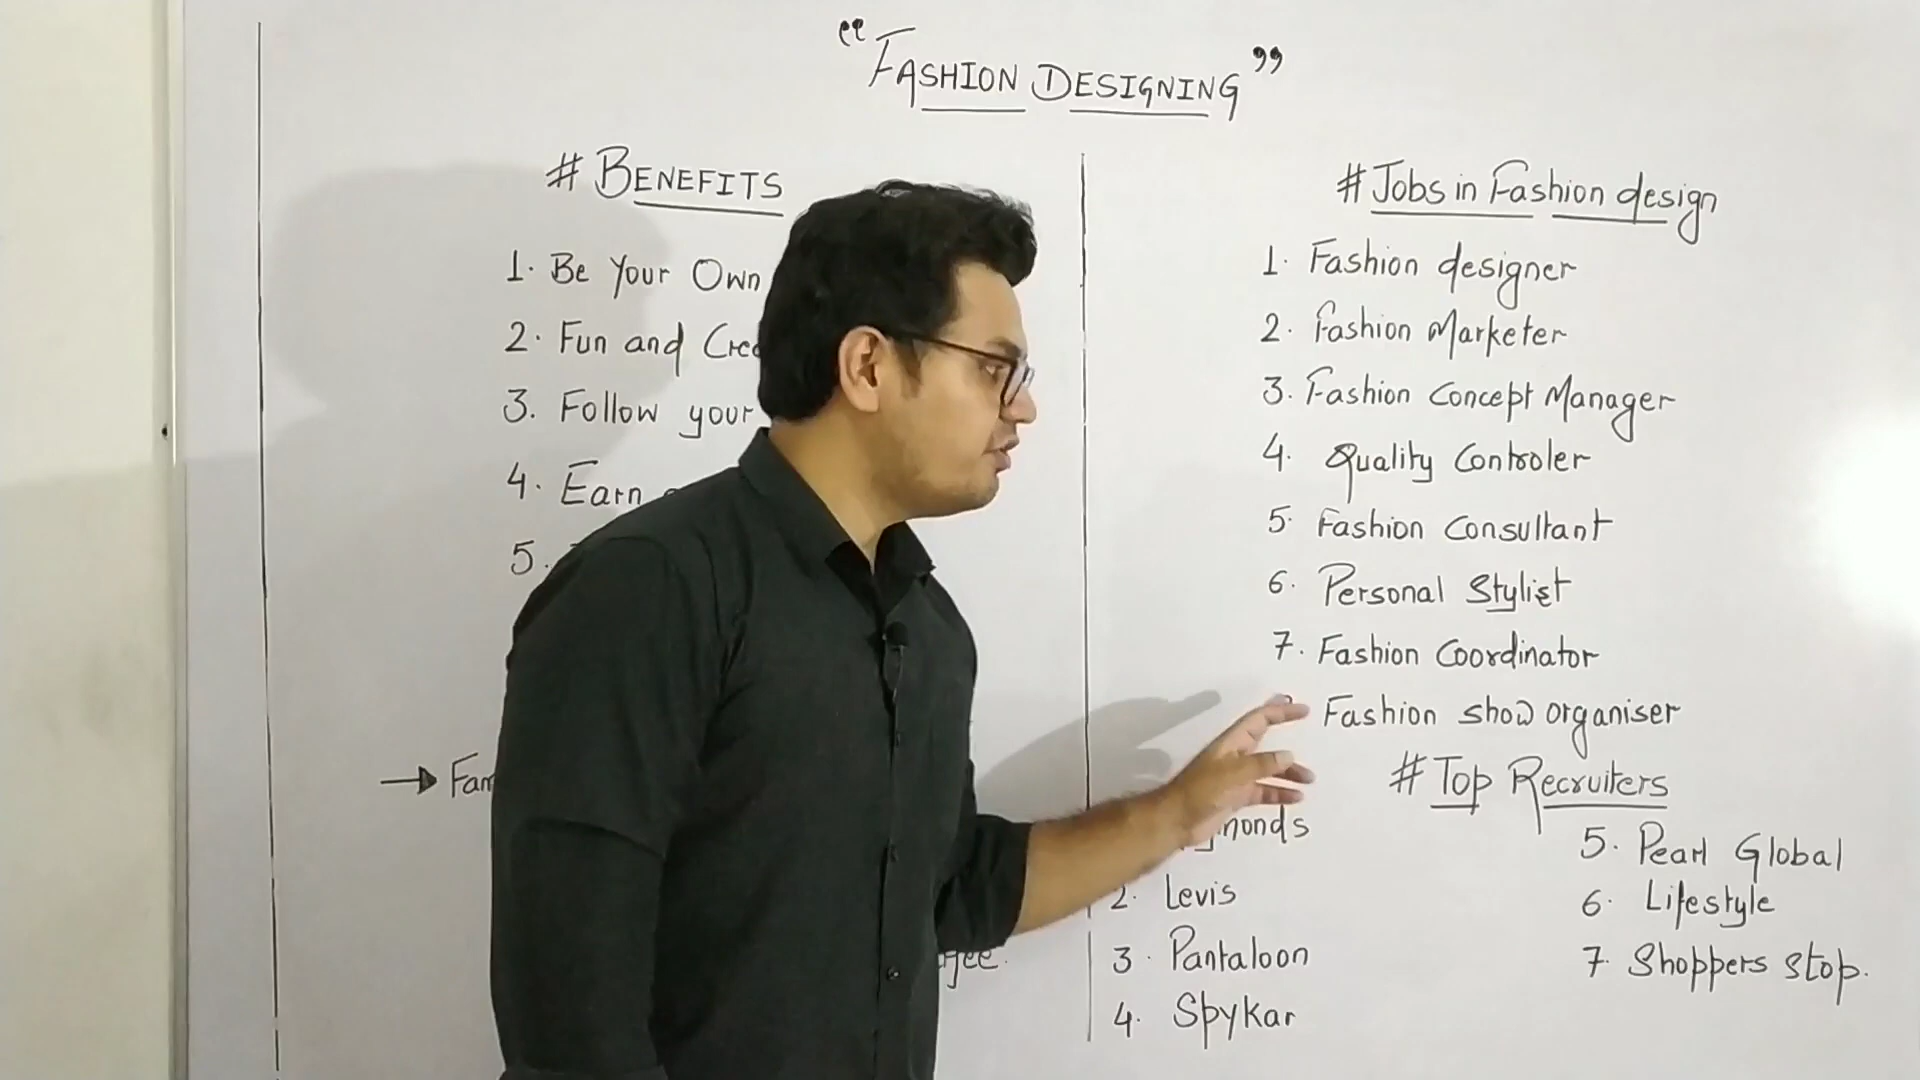 “FASHION DESIGNING”
# BENEFITS
1. Be Your Own
2. Fun and
3. Follow your
4. Earn
5.
# Jobs in Fashion design
1. Fashion designer
2. Fashion Marketer
3. Fashion Concept Manager
4. Quality Controler
5. Fashion Consultant
6. Personal Stylist
7. Fashion Coordinator
Fashion show organiser
# Top Recruiters
2. Levis
3. Pantaloon
4. Spykar
5. Pearl Global
6. Lifestyle
7. Shoppers Stop.